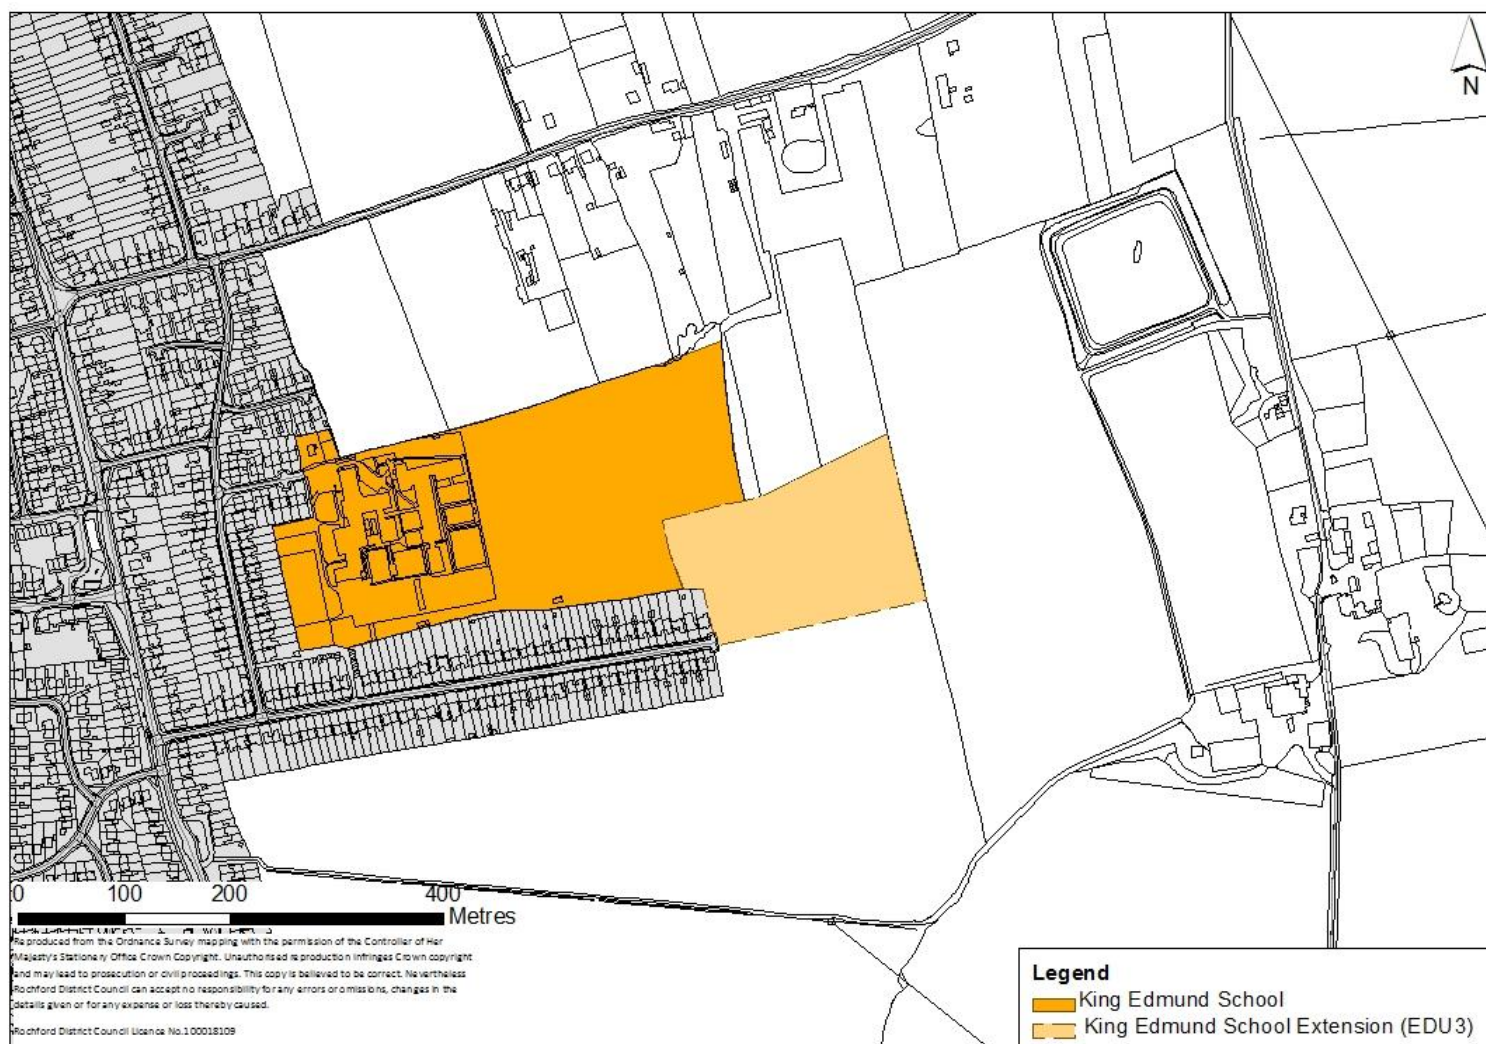 N
0 100 200 400
Metres
Reproduced from the Ordnance Survey mapping with the permission of the Controller of Her
Majesty's Stationery Office Crown Copyright. Unauthorised reproduction infringes Crown copyright
and may lead to prosecution or civil proceedings. This copy is believed to be correct. Nevertheless
Rochford District Council can accept no responsibility for any errors or omissions, changes in the
details given or for any expense or loss thereby caused.
Rochford District Council Licence No.100018109
Legend
King Edmund School
King Edmund School Extension (EDU3)